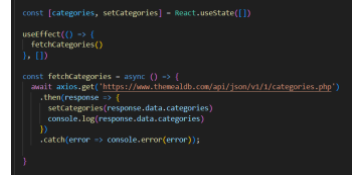 const [categories, setCategories] = React.useState([])
useEffect(() => {
fetchCategories()
}, [])
const fetchCategories = async () => {
await axios.get('https://www.themealdb.com/api/json/v1/1/categories.php')
.then(response => {
setCategories(response.data.categories)
console.log(response.data.categories)
})
.catch(error => console.error(error));
}